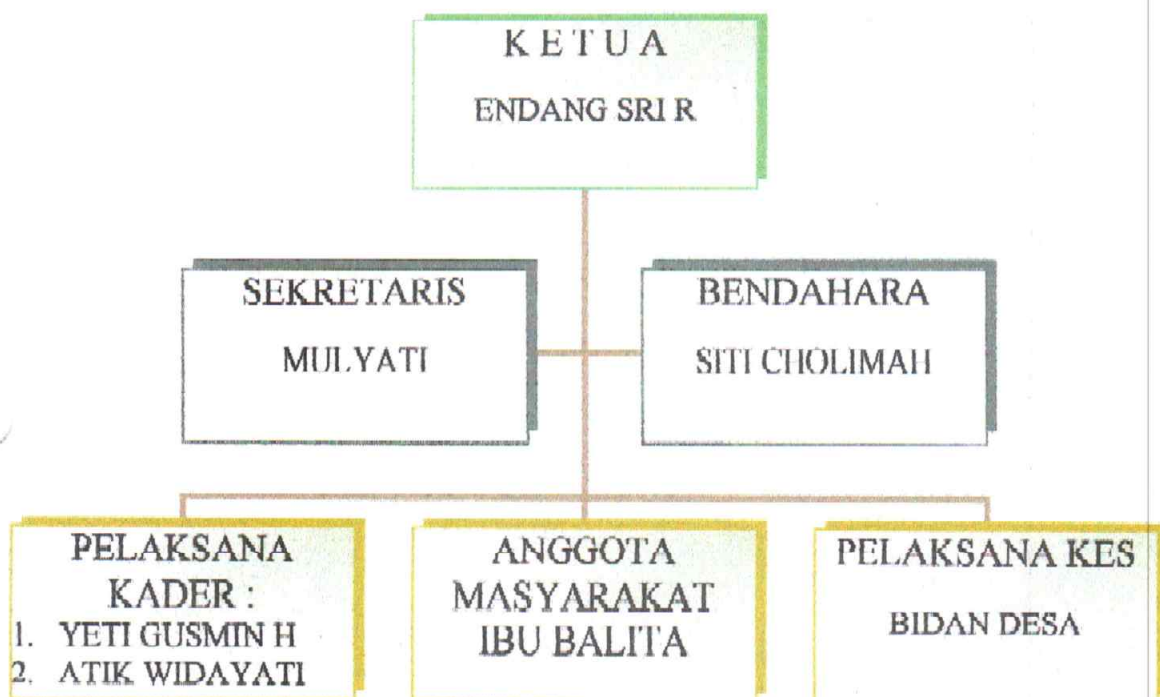 K E T U A
ENDANG SRI R
SEKRETARIS
MULYATI
BENDAHARA
SITI CHOLIMAH
PELAKSANA
KADER :
1. YETI GUSMIN H
2. ATIK WIDAYATI
ANGGOTA
MASYARAKAT
IBU BALITA
PELAKSANA KES
BIDAN DESA